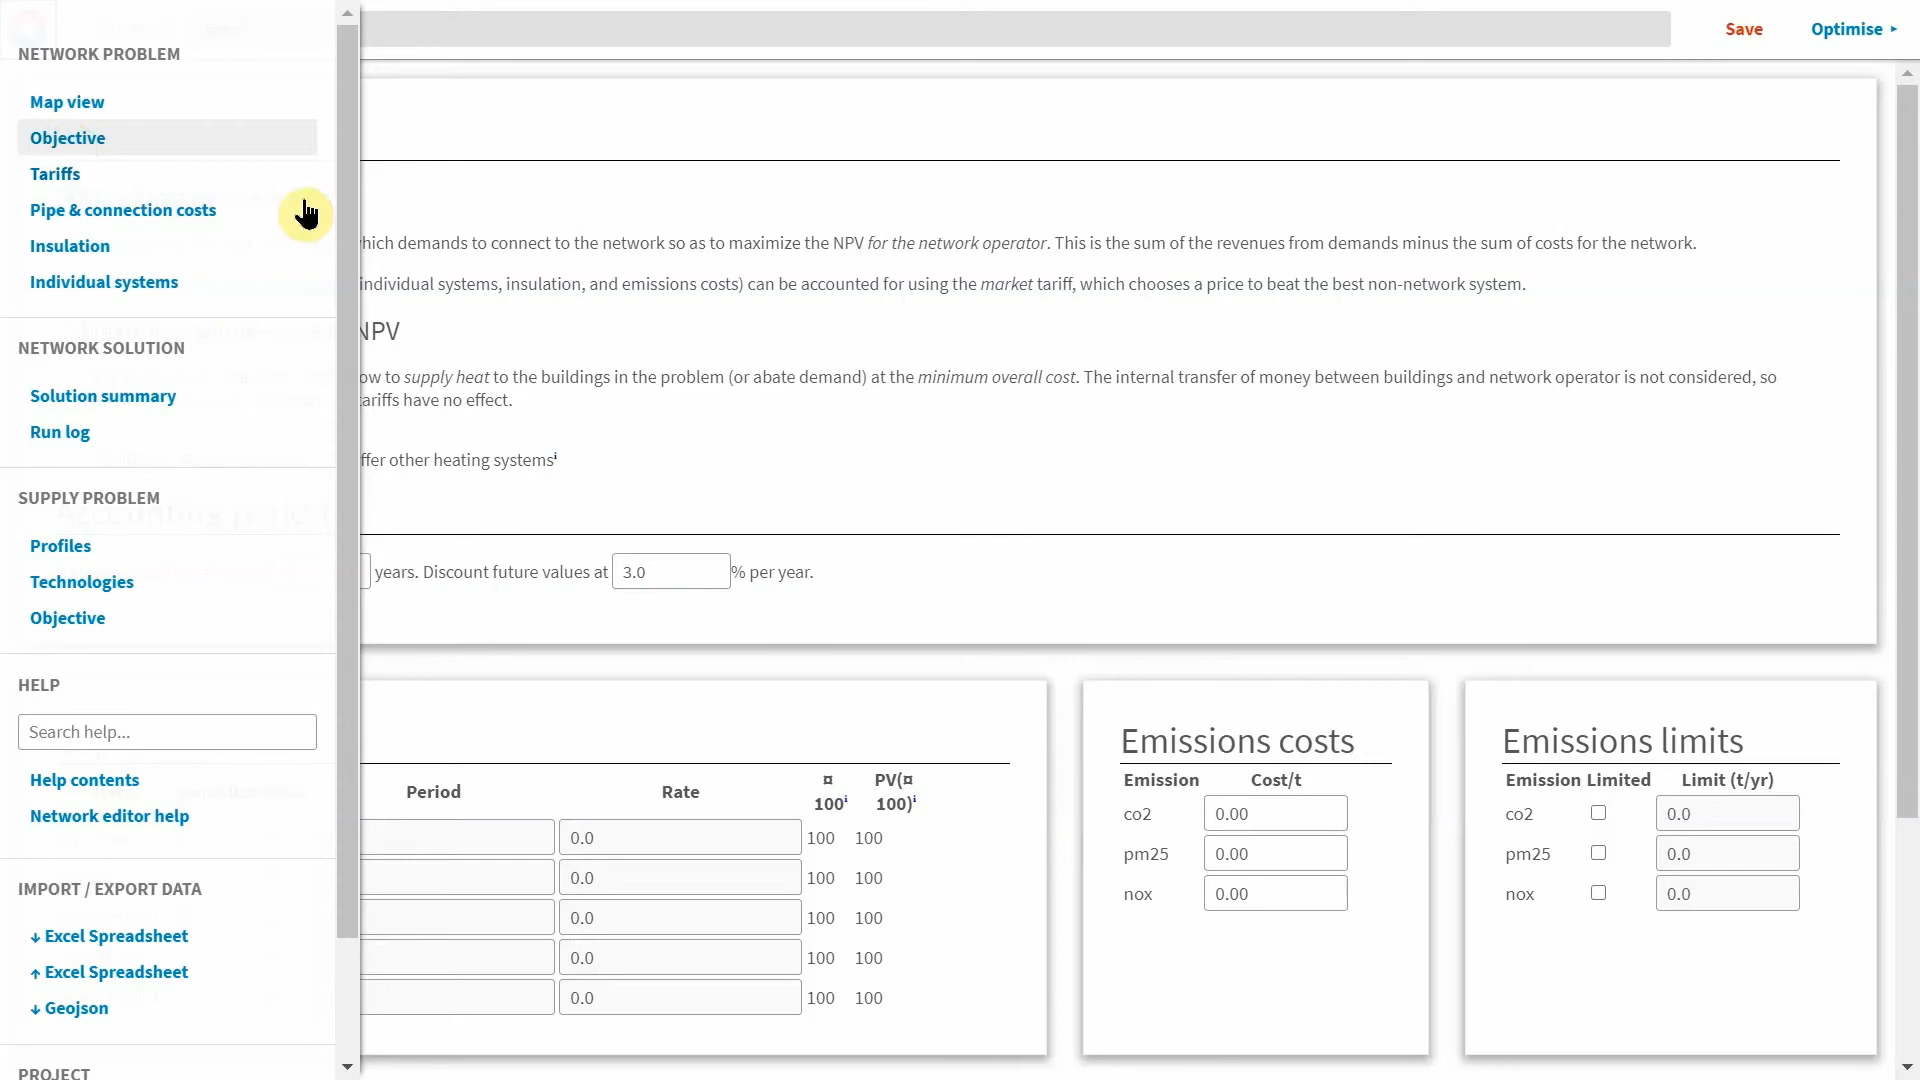 Save
Optimise ▸
NETWORK PROBLEM
Map view
Objective
Tariffs
Pipe & connection costs
Insulation
Individual systems
NETWORK SOLUTION
Solution summary
Run log
SUPPLY PROBLEM
Profiles
Technologies
Objective
HELP
Search help...
Help contents
Network editor help
IMPORT / EXPORT DATA
↓ Excel Spreadsheet
↑ Excel Spreadsheet
↓ Geojson
PROJECT
which demands to connect to the network so as to maximize the NPV for the network operator. This is the sum of the revenues from demands minus the sum of costs for the network.
individual systems, insulation, and emissions costs) can be accounted for using the market tariff, which chooses a price to beat the best non-network system.
NPV
ow to supply heat to the buildings in the problem (or abate demand) at the minimum overall cost. The internal transfer of money between buildings and network operator is not considered, so
tariffs have no effect.
ffer other heating systems i
years. Discount future values at 3.0 % per year.
Period Rate ¤ 100 i PV(¤ 100) i
0.0 100 100
0.0 100 100
0.0 100 100
0.0 100 100
0.0 100 100
Emissions costs
Emission Cost/t
co2 0.00
pm25 0.00
nox 0.00
Emissions limits
Emission Limited Limit (t/yr)
co2 0.0
pm25 0.0
nox 0.0